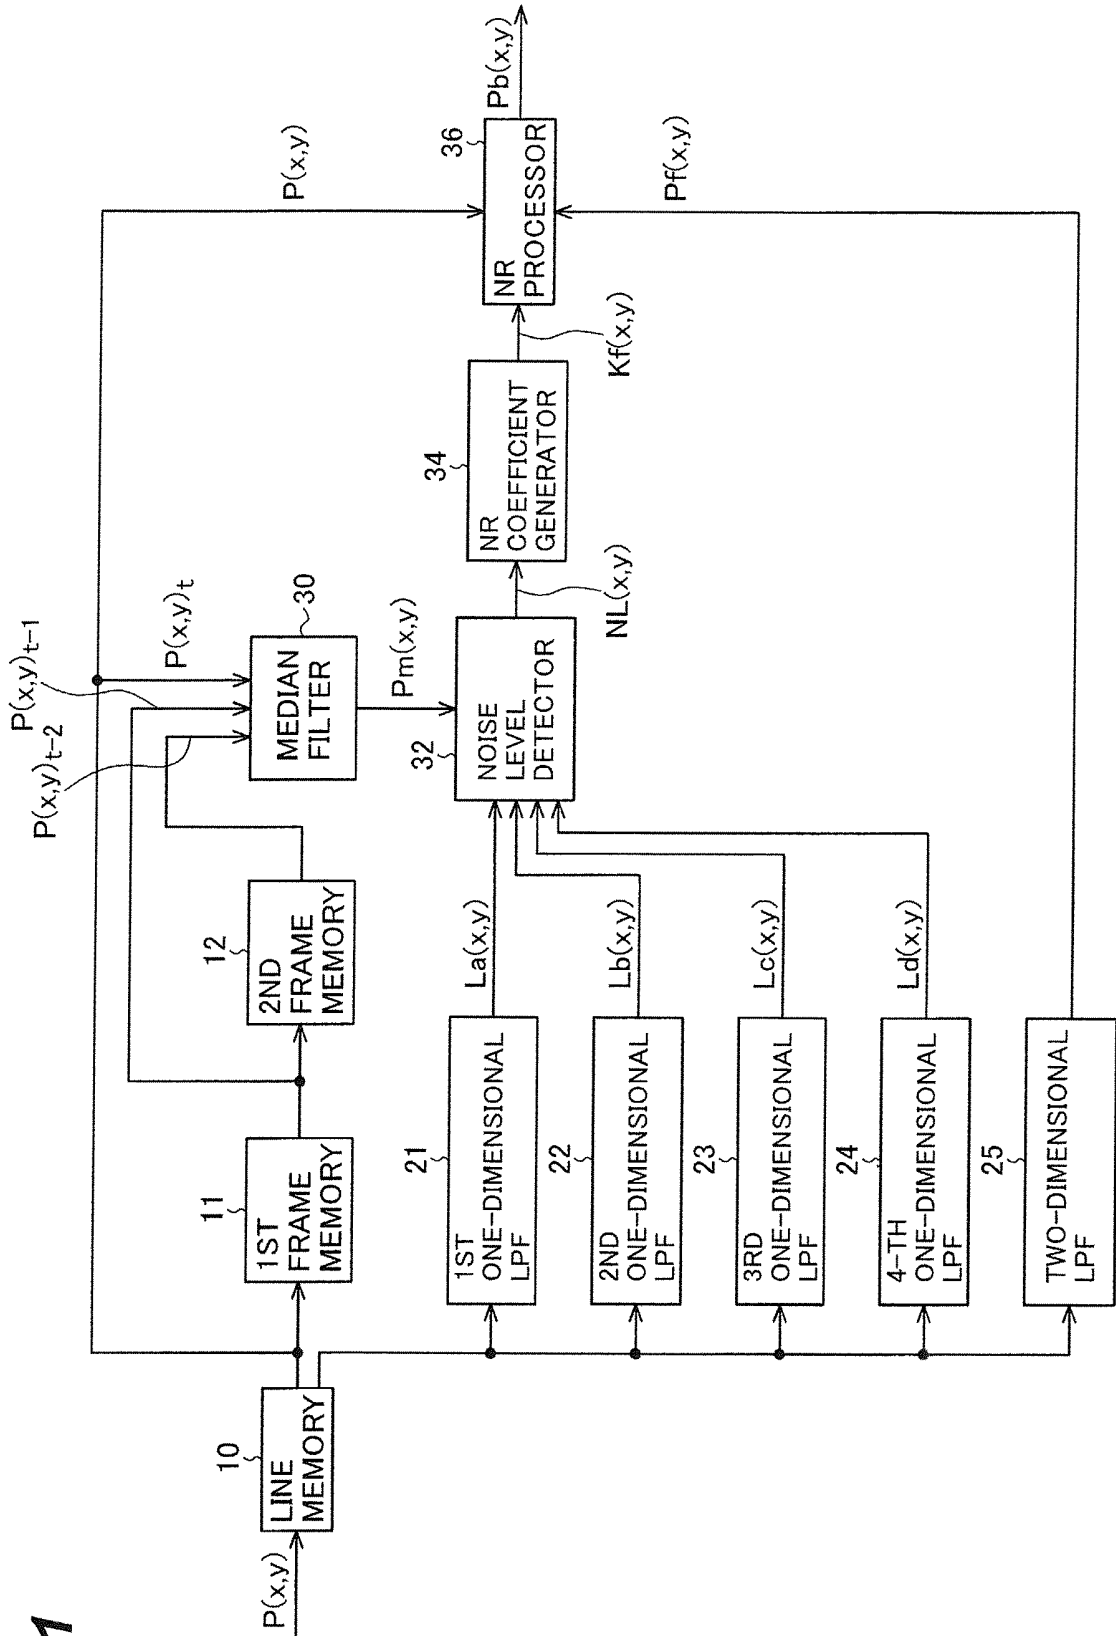 1
P(x,y)
10
LINE
MEMORY
11
1ST
FRAME
MEMORY
12
2ND
FRAME
MEMORY
P(x,y)t-2
P(x,y)t-1
P(x,y)t
30
MEDIAN
FILTER
Pm(x,y)
P(x,y)
21
1ST
ONE-DIMENSIONAL
LPF
La(x,y)
22
2ND
ONE-DIMENSIONAL
LPF
Lb(x,y)
23
3RD
ONE-DIMENSIONAL
LPF
Lc(x,y)
24
4-TH
ONE-DIMENSIONAL
LPF
Ld(x,y)
25
TWO-DIMENSIONAL
LPF
32
NOISE
LEVEL
DETECTOR
NL(x,y)
34
NR
COEFFICIENT
GENERATOR
Kf(x,y)
36
NR
PROCESSOR
Pb(x,y)
Pf(x,y)